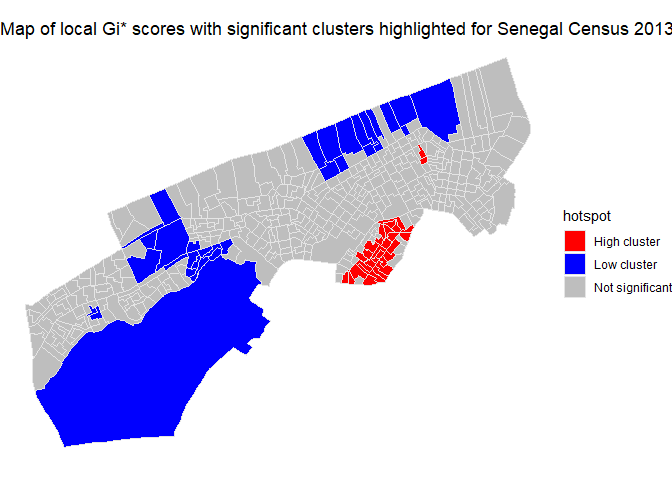 Map of local Gi* scores with significant clusters highlighted for Senegal Census 2013
hotspot
High cluster
Low cluster
Not significant